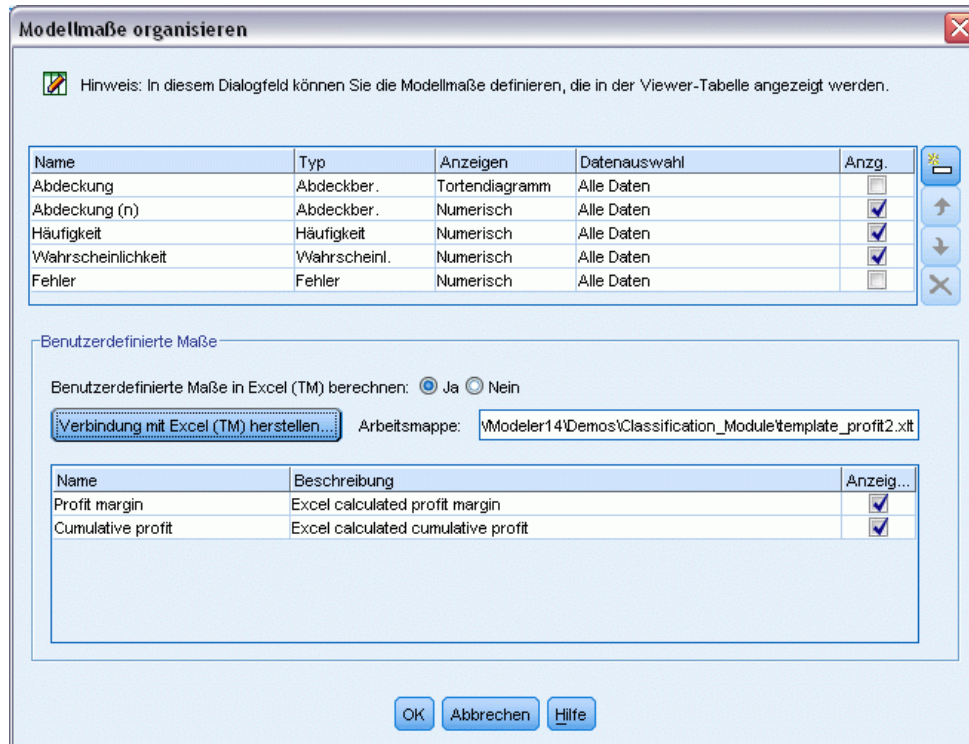 Modellmaße organisieren
Hinweis: In diesem Dialogfeld können Sie die Modellmaße definieren, die in der Viewer-Tabelle angezeigt werden.
Name Typ Anzeigen Datenauswahl Anzg.
Abdeckung Abdeckber. Tortendiagramm Alle Daten
Abdeckung (n) Abdeckber. Numerisch Alle Daten
Häufigkeit Häufigkeit Numerisch Alle Daten
Wahrscheinlichkeit Wahrscheinl. Numerisch Alle Daten
Fehler Fehler Numerisch Alle Daten
Benutzerdefinierte Maße
Benutzerdefinierte Maße in Excel (TM) berechnen: Ja Nein
Verbindung mit Excel (TM) herstellen... Arbeitsmappe: \Modeler14\Demos\Classification_Module\template_profit2.xlt
Name Beschreibung Anzeig...
Profit margin Excel calculated profit margin
Cumulative profit Excel calculated cumulative profit
OK Abbrechen Hilfe